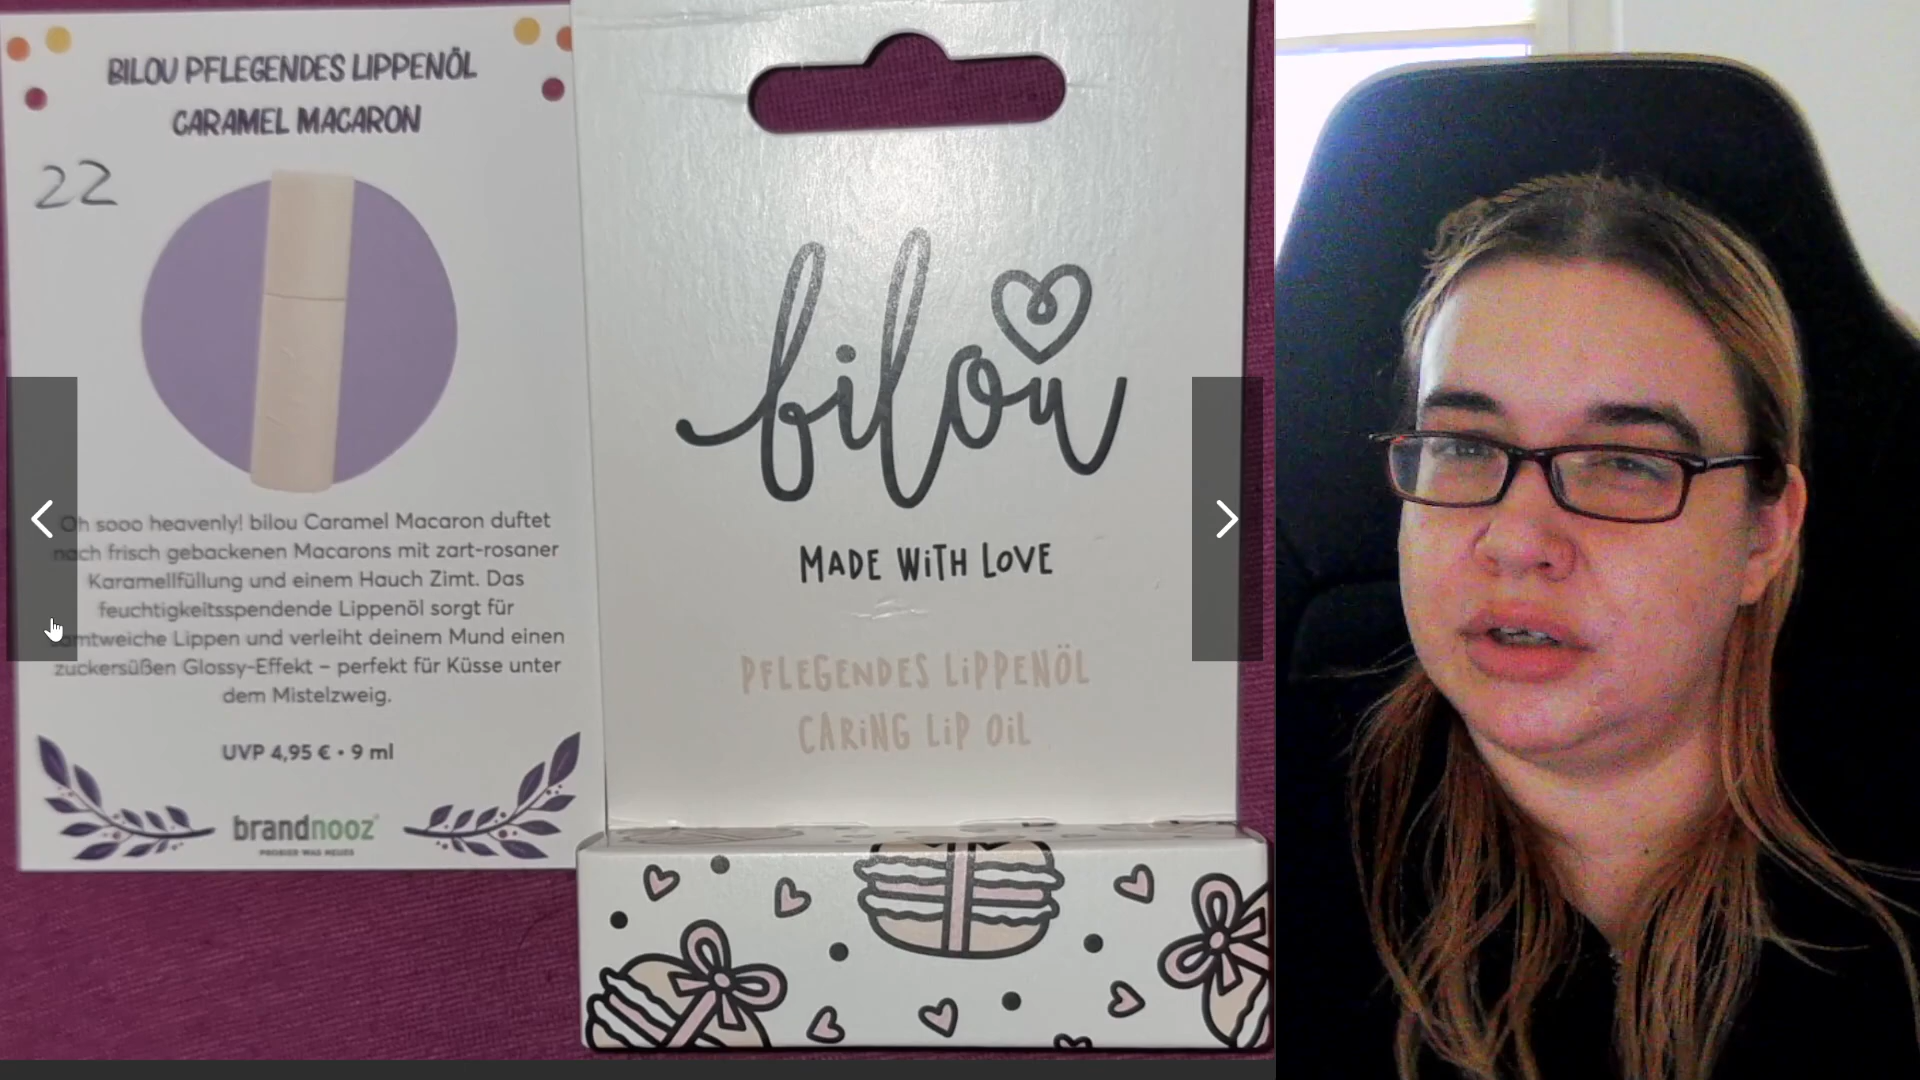 BILOU PFLEGENDES LIPPENÖL
CARAMEL MACARON
22
Oh sooo heavenly! bilou Caramel Macaron duftet
nach frisch gebackenen Macarons mit zart-rosaner
Karamellfüllung und einem Hauch Zimt. Das
feuchtigkeitsspendende Lippenöl sorgt für
samtweiche Lippen und verleiht deinem Mund einen
zuckersüßen Glossy-Effekt – perfekt für Küsse unter
dem Mistelzweig.
UVP 4,95 € • 9 ml
brandnooz
PROBIER WAS NEUES
bilou
MADE WiTH LOVE
PFLEGENDES LiPPENÖL
CARiNG LiP OiL